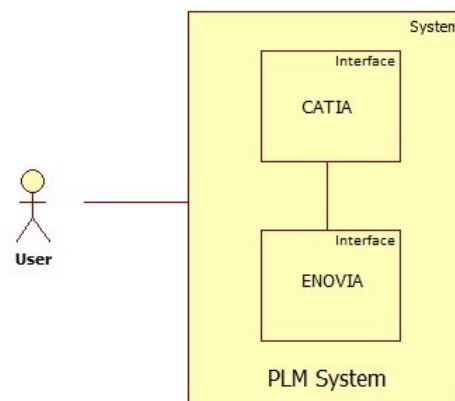 System
Interface
CATIA
Interface
ENOVIA
User
PLM System